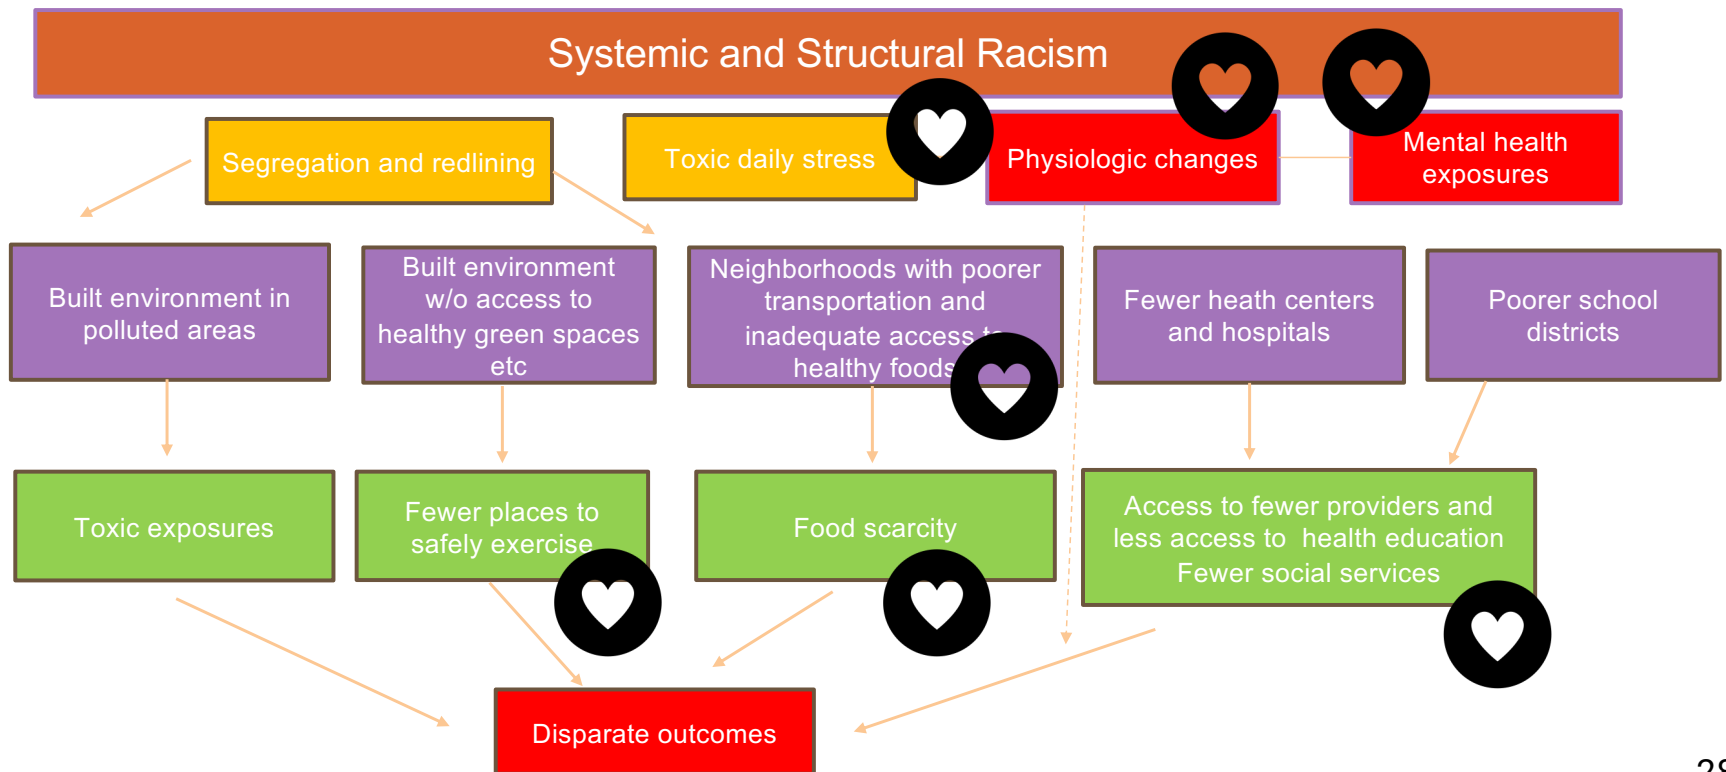 Systemic and Structural Racism
Segregation and redlining
Toxic daily stress
Physiologic changes
Mental health
exposures
Built environment in
polluted areas
Built environment
w/o access to
healthy green spaces
etc
Neighborhoods with poorer
transportation and
inadequate access to
healthy foods
Fewer heath centers
and hospitals
Poorer school
districts
Toxic exposures
Fewer places to
safely exercise
Food scarcity
Access to fewer providers and
less access to health education
Fewer social services
Disparate outcomes